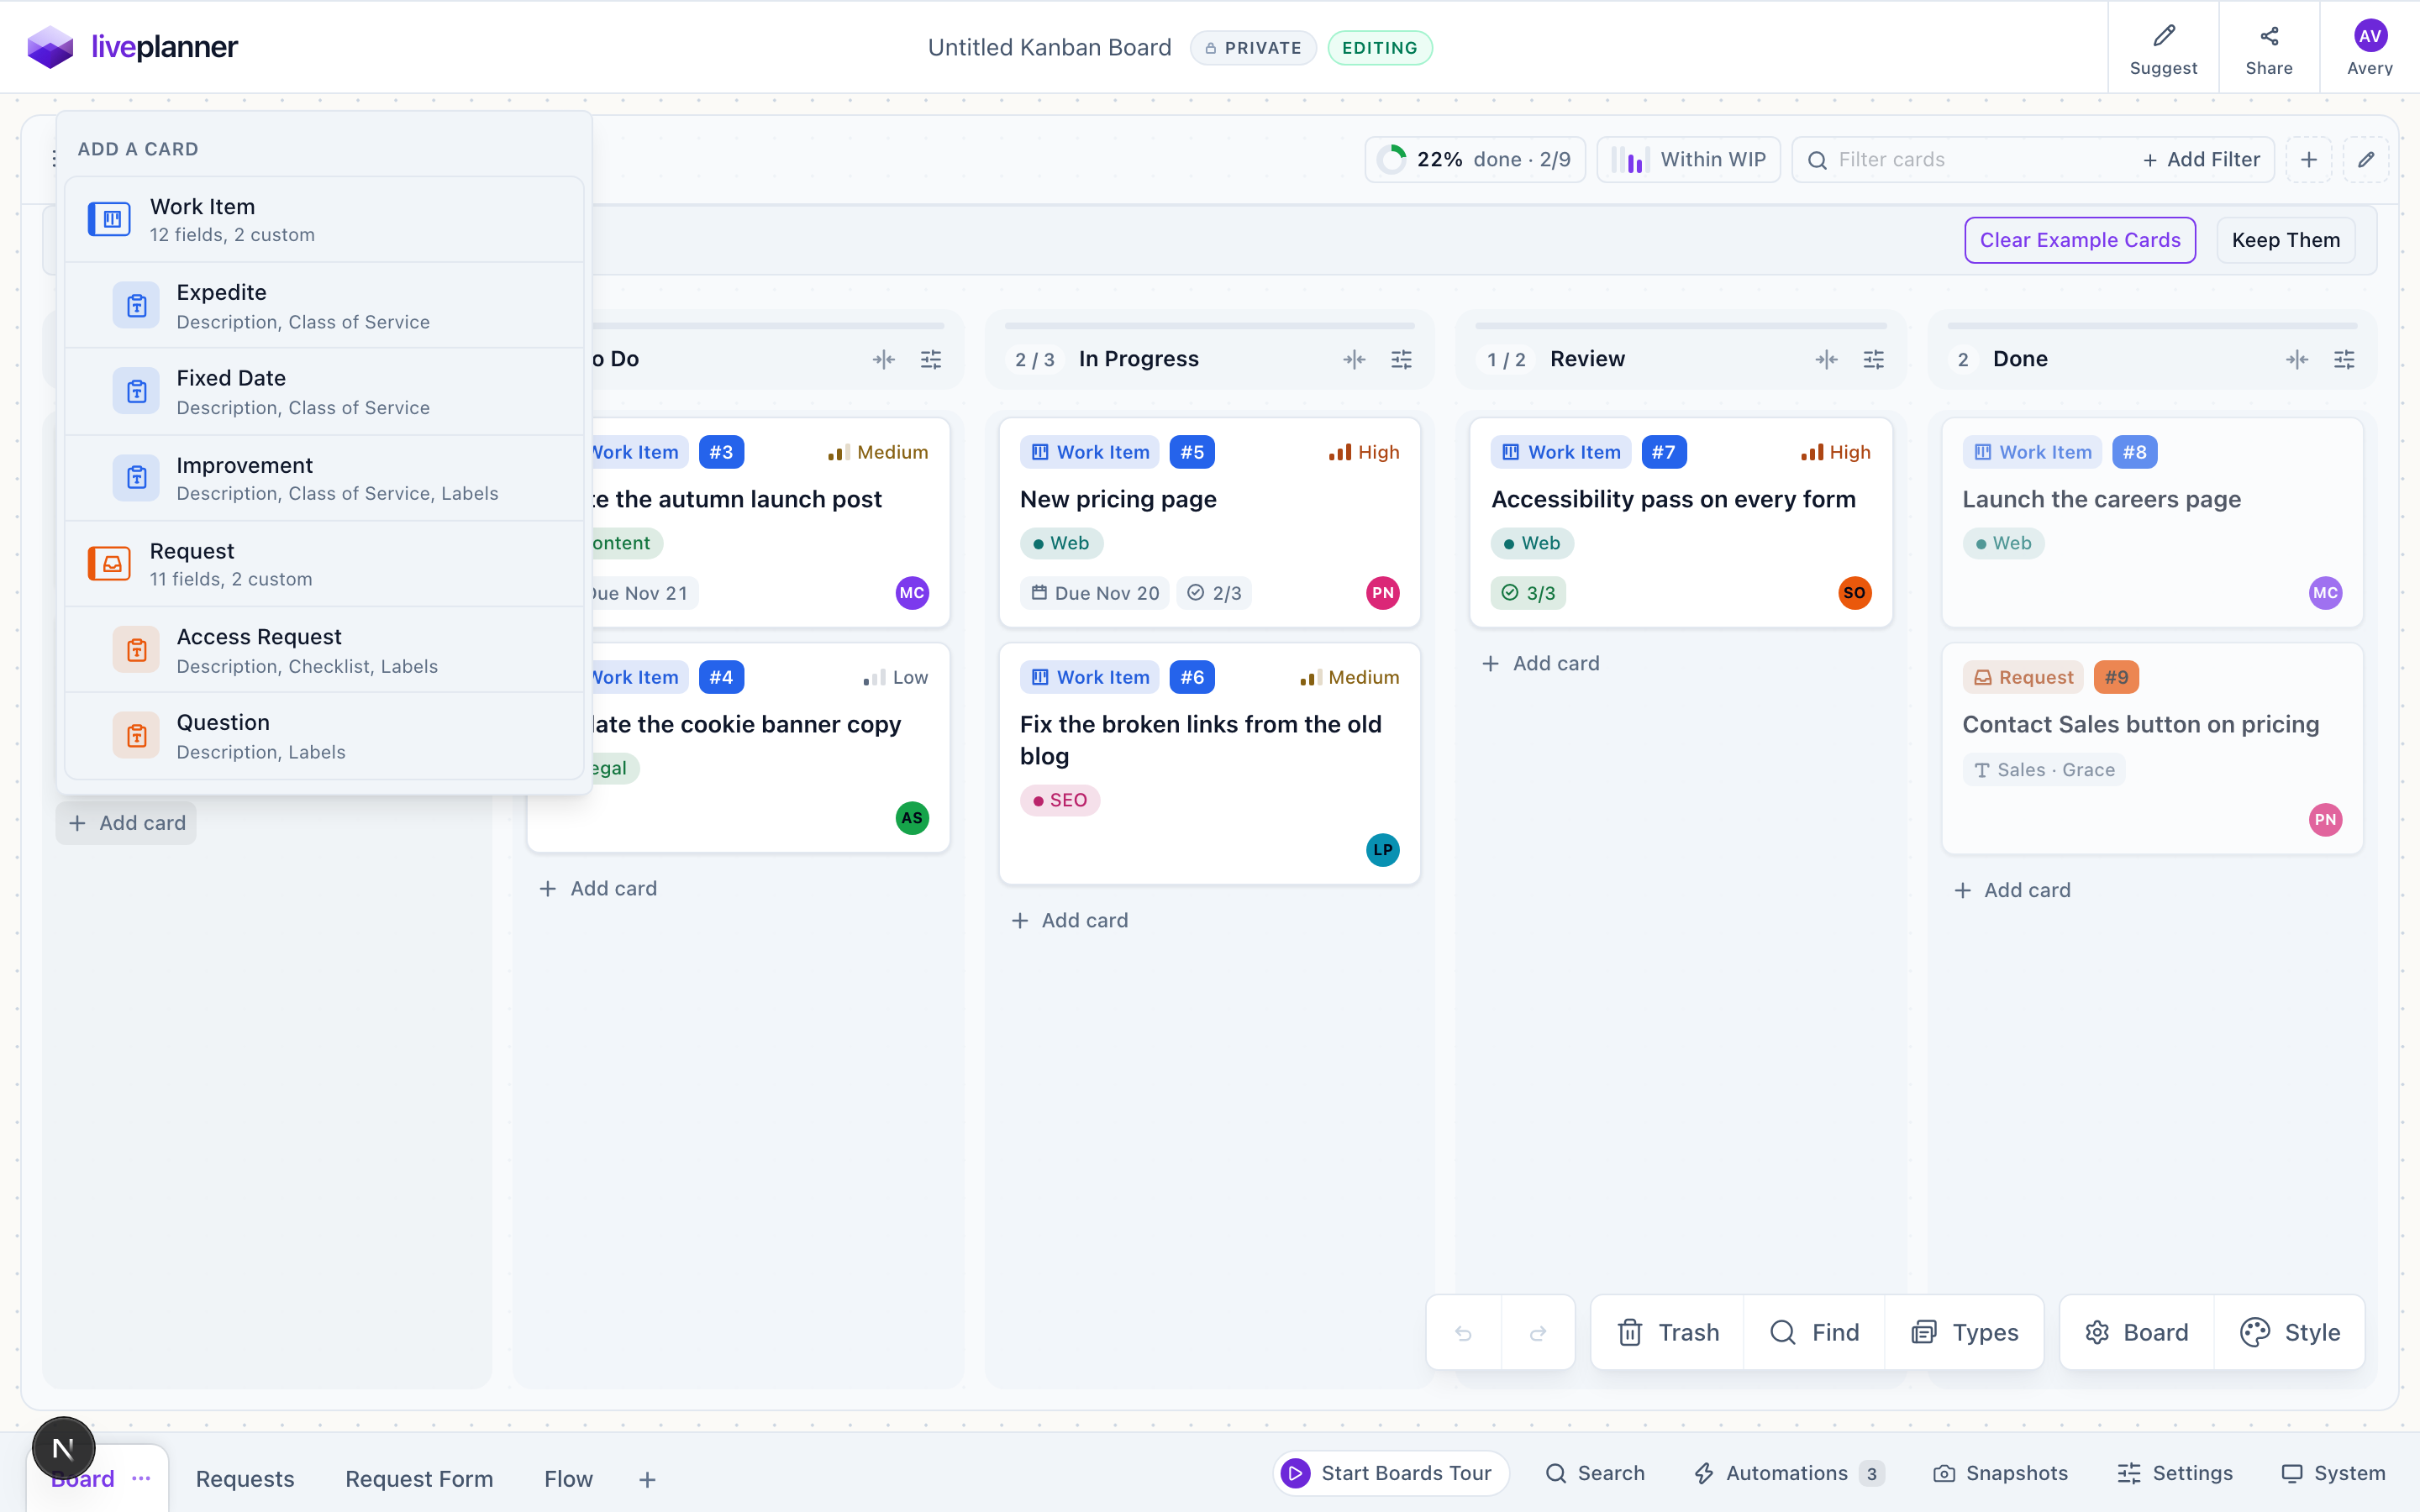 liveplanner
Untitled Kanban Board
PRIVATE
EDITING
Suggest
Share
AV
Avery
ADD A CARD
Work Item
12 fields, 2 custom
Expedite
Description, Class of Service
Fixed Date
Description, Class of Service
Improvement
Description, Class of Service, Labels
Request
11 fields, 2 custom
Access Request
Description, Checklist, Labels
Question
Description, Labels
Add card
22% done · 2/9
Within WIP
Filter cards
+ Add Filter
Clear Example Cards
Keep Them
o Do
Work Item #3
Medium
te the autumn launch post
ontent
Due Nov 21
MC
Work Item #4
Low
late the cookie banner copy
egal
AS
+ Add card
2 / 3 In Progress
Work Item #5
High
New pricing page
Web
Due Nov 20
2/3
PN
Work Item #6
Medium
Fix the broken links from the old
blog
SEO
LP
+ Add card
1 / 2 Review
Work Item #7
High
Accessibility pass on every form
Web
3/3
SO
+ Add card
2 Done
Work Item #8
Launch the careers page
Web
MC
Request #9
Contact Sales button on pricing
Sales · Grace
PN
+ Add card
Trash
Find
Types
Board
Style
N
Board
Requests
Request Form
Flow
+
Start Boards Tour
Search
Automations 3
Snapshots
Settings
System